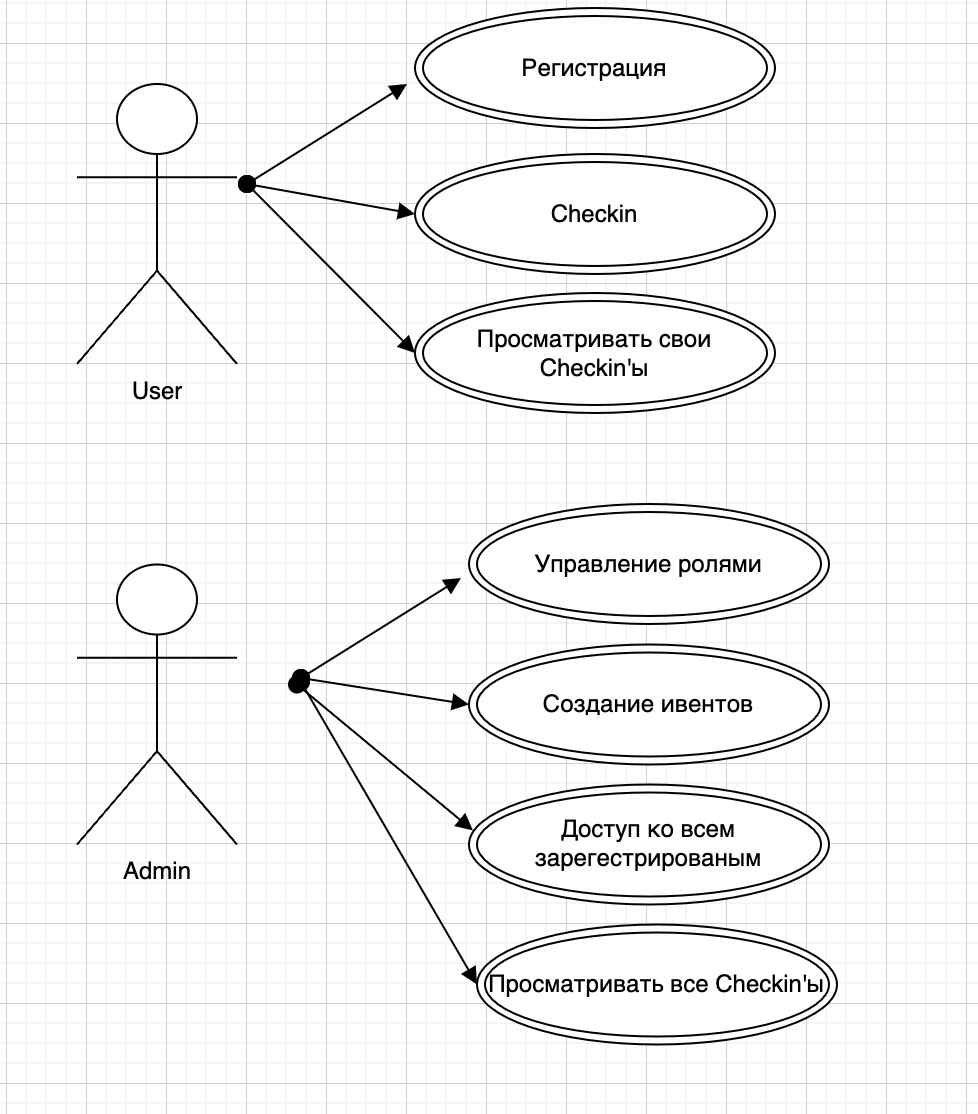 Регистрация
Checkin
Просматривать свои
Checkin'ы
User
Управление ролями
Создание ивентов
Доступ ко всем
зарегестрированым
Admin
Просматривать все Checkin'ы